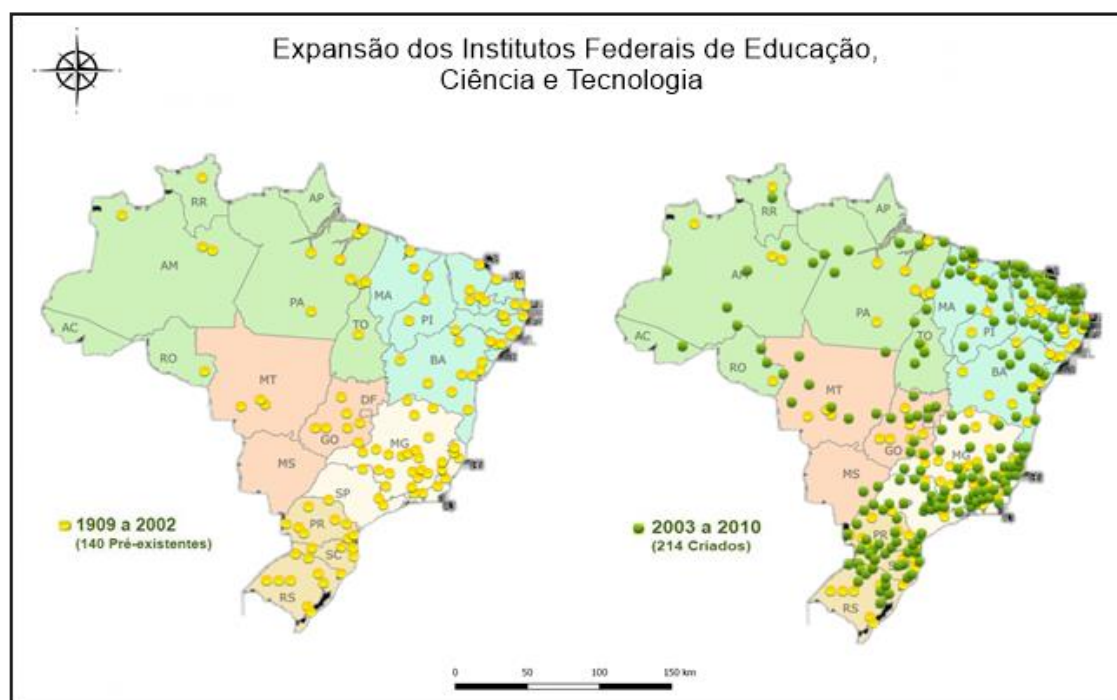 Expansão dos Institutos Federais de Educação,
Ciência e Tecnologia
RR
AP
AM
PA
MA
AC
TO
PI
RO
BA
MT
DF
GO
MG
MS
SP
PR
SC
RS
1909 a 2002
(140 Pré-existentes)
RR
AP
AM
PA
MA
AC
TO
PI
RO
BA
MT
GO
MG
MS
PR
RS
2003 a 2010
(214 Criados)
0 50 100 150 km